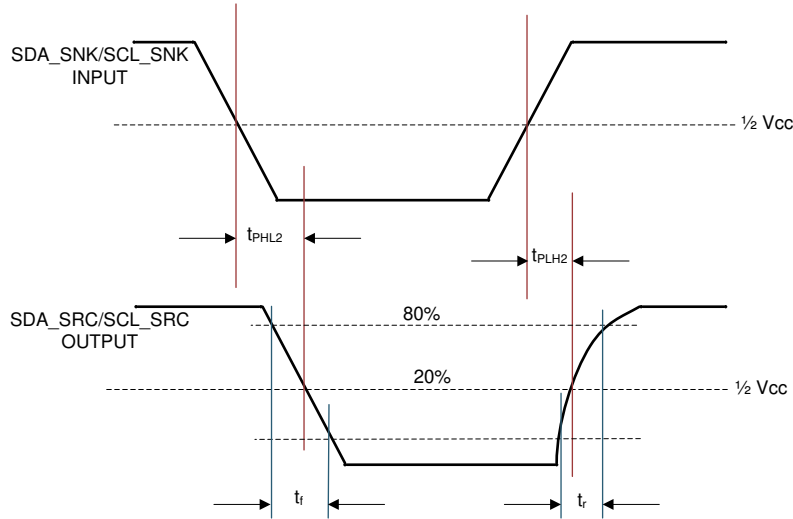 SDA_SNK/SCL_SNK
INPUT
½ Vcc
tPHL2
tPLH2
SDA_SRC/SCL_SRC
OUTPUT
80%
20%
½ Vcc
tf
tr